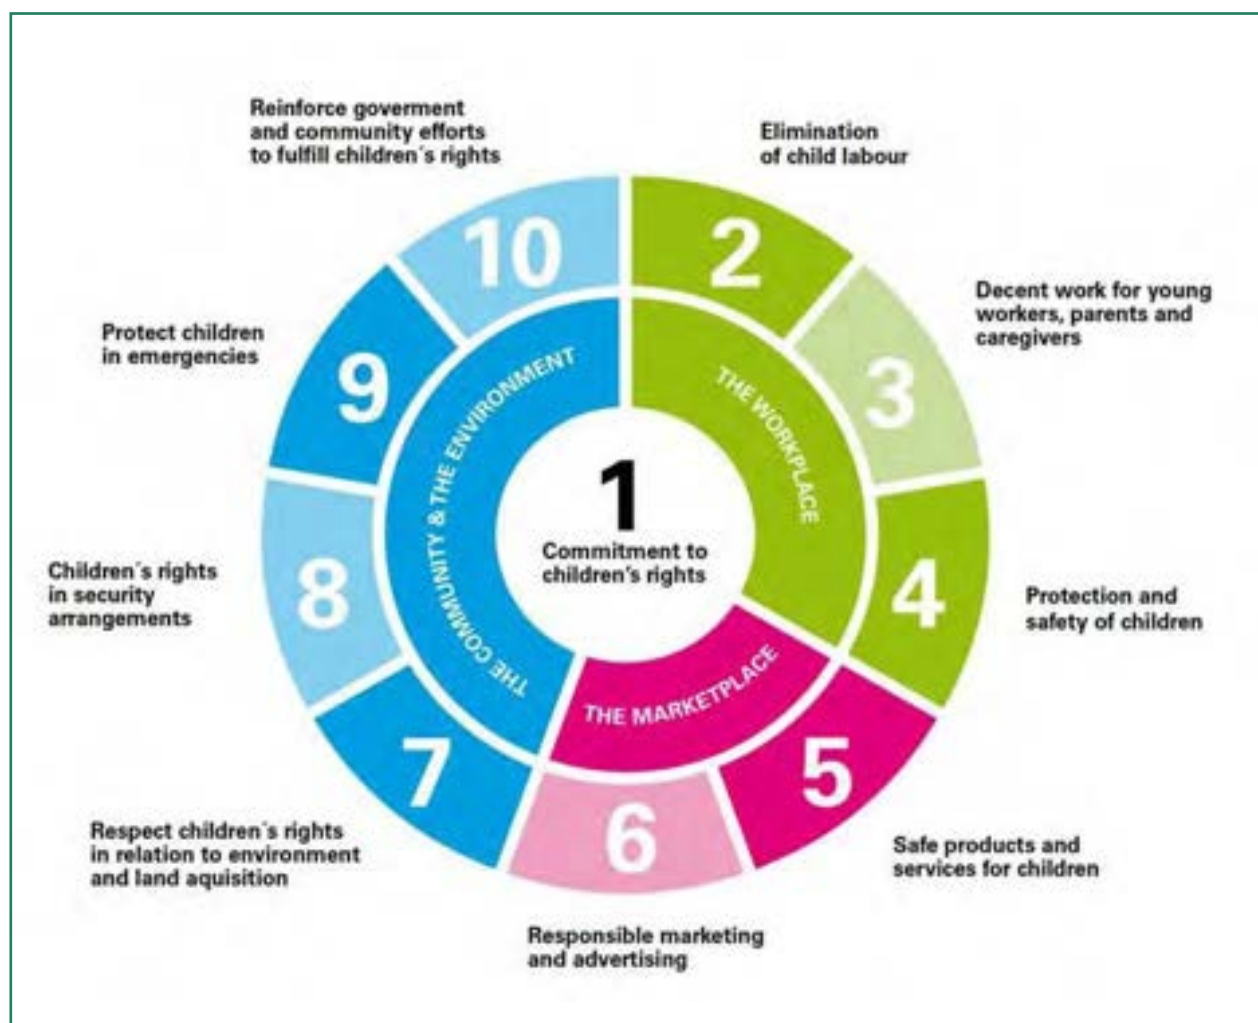 1
Commitment to
children's rights
THE WORKPLACE
2
Elimination
of child labour
3
Decent work for young
workers, parents and
caregivers
4
Protection and
safety of children
THE MARKETPLACE
5
Safe products and
services for children
6
Responsible marketing
and advertising
THE COMMUNITY & THE ENVIRONMENT
7
Respect children´s rights
in relation to environment
and land aquisition
8
Children´s rights
in security
arrangements
9
Protect children
in emergencies
10
Reinforce goverment
and community efforts
to fulfill children´s rights